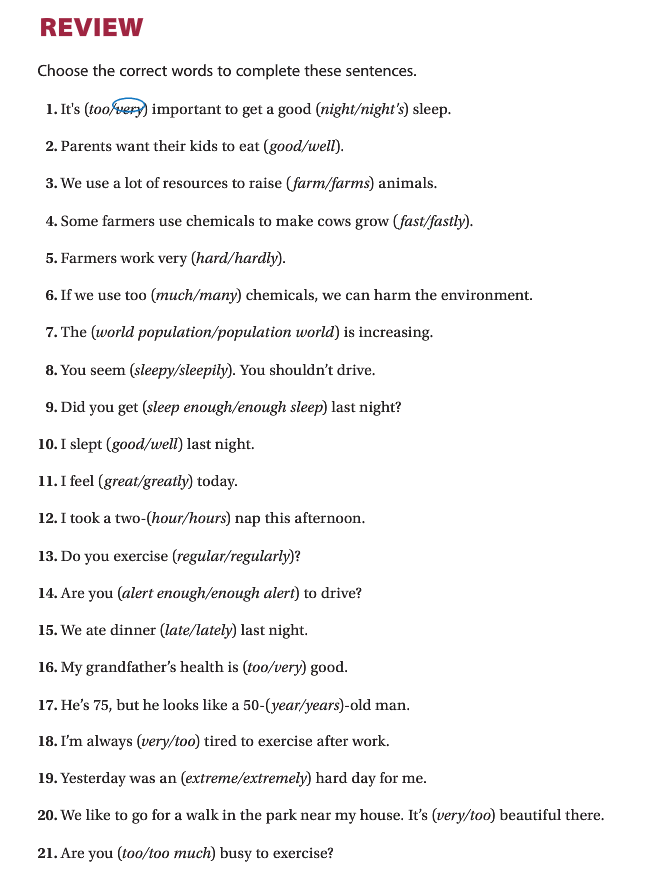 REVIEW
Choose the correct words to complete these sentences.
1. It's (too/very) important to get a good (night/night's) sleep.
2. Parents want their kids to eat (good/well).
3. We use a lot of resources to raise (farm/farms) animals.
4. Some farmers use chemicals to make cows grow (fast/fastly).
5. Farmers work very (hard/hardly).
6. If we use too (much/many) chemicals, we can harm the environment.
7. The (world population/population world) is increasing.
8. You seem (sleepy/sleepily). You shouldn’t drive.
9. Did you get (sleep enough/enough sleep) last night?
10. I slept (good/well) last night.
11. I feel (great/greatly) today.
12. I took a two-(hour/hours) nap this afternoon.
13. Do you exercise (regular/regularly)?
14. Are you (alert enough/enough alert) to drive?
15. We ate dinner (late/lately) last night.
16. My grandfather’s health is (too/very) good.
17. He’s 75, but he looks like a 50-(year/years)-old man.
18. I’m always (very/too) tired to exercise after work.
19. Yesterday was an (extreme/extremely) hard day for me.
20. We like to go for a walk in the park near my house. It’s (very/too) beautiful there.
21. Are you (too/too much) busy to exercise?